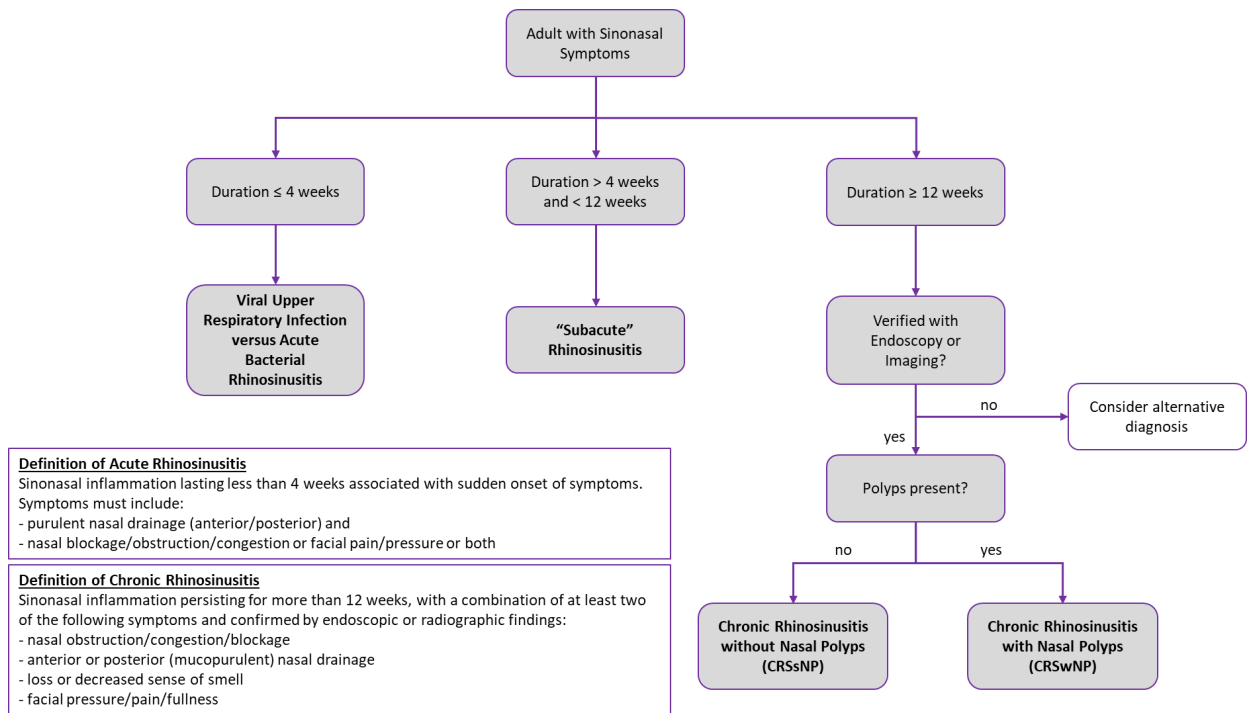 Adult with Sinonasal
Symptoms
Duration ≤ 4 weeks
Duration > 4 weeks
and < 12 weeks
Duration ≥ 12 weeks
Viral Upper
Respiratory Infection
versus Acute
Bacterial
Rhinosinusitis
“Subacute”
Rhinosinusitis
Verified with
Endoscopy or
Imaging?
no
Consider alternative
diagnosis
yes
Polyps present?
no
yes
Chronic Rhinosinusitis
without Nasal Polyps
(CRSsNP)
Chronic Rhinosinusitis
with Nasal Polyps
(CRSwNP)
Definition of Acute Rhinosinusitis
Sinonasal inflammation lasting less than 4 weeks associated with sudden onset of symptoms.
Symptoms must include:
- purulent nasal drainage (anterior/posterior) and
- nasal blockage/obstruction/congestion or facial pain/pressure or both
Definition of Chronic Rhinosinusitis
Sinonasal inflammation persisting for more than 12 weeks, with a combination of at least two
of the following symptoms and confirmed by endoscopic or radiographic findings:
- nasal obstruction/congestion/blockage
- anterior or posterior (mucopurulent) nasal drainage
- loss or decreased sense of smell
- facial pressure/pain/fullness